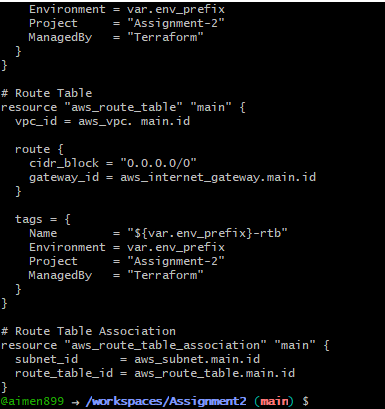 Environment = var.env_prefix
    Project     = "Assignment-2"
    ManagedBy   = "Terraform"
  }
}

# Route Table
resource "aws_route_table" "main" {
  vpc_id = aws_vpc. main.id

  route {
    cidr_block = "0.0.0.0/0"
    gateway_id = aws_internet_gateway.main.id
  }

  tags = {
    Name        = "${var.env_prefix}-rtb"
    Environment = var.env_prefix
    Project     = "Assignment-2"
    ManagedBy   = "Terraform"
  }
}

# Route Table Association
resource "aws_route_table_association" "main" {
  subnet_id      = aws_subnet.main.id
  route_table_id = aws_route_table.main.id
}
@aimen899 → /workspaces/Assignment2 (main) $